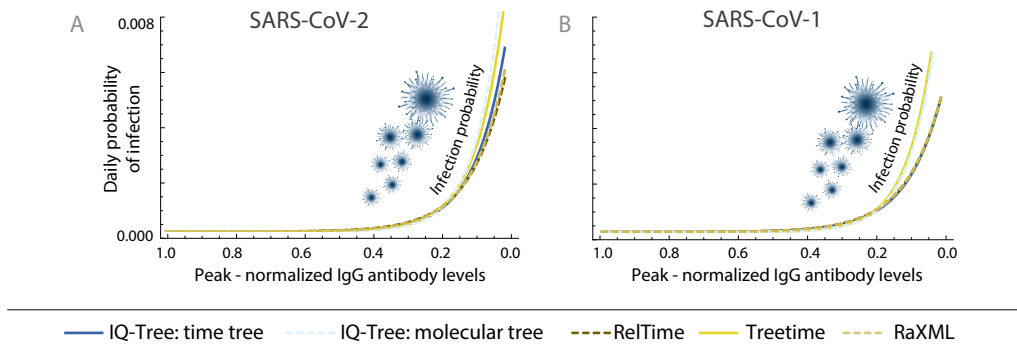 A
SARS-CoV-2
0.008
Daily probability
of infection
0.000
Infection probability
1.0 0.8 0.6 0.4 0.2 0.0
Peak - normalized IgG antibody levels
B
SARS-CoV-1
Infection probability
1.0 0.8 0.6 0.4 0.2 0.0
Peak - normalized IgG antibody levels
IQ-Tree: time tree IQ-Tree: molecular tree RelTime Treetime RaXML